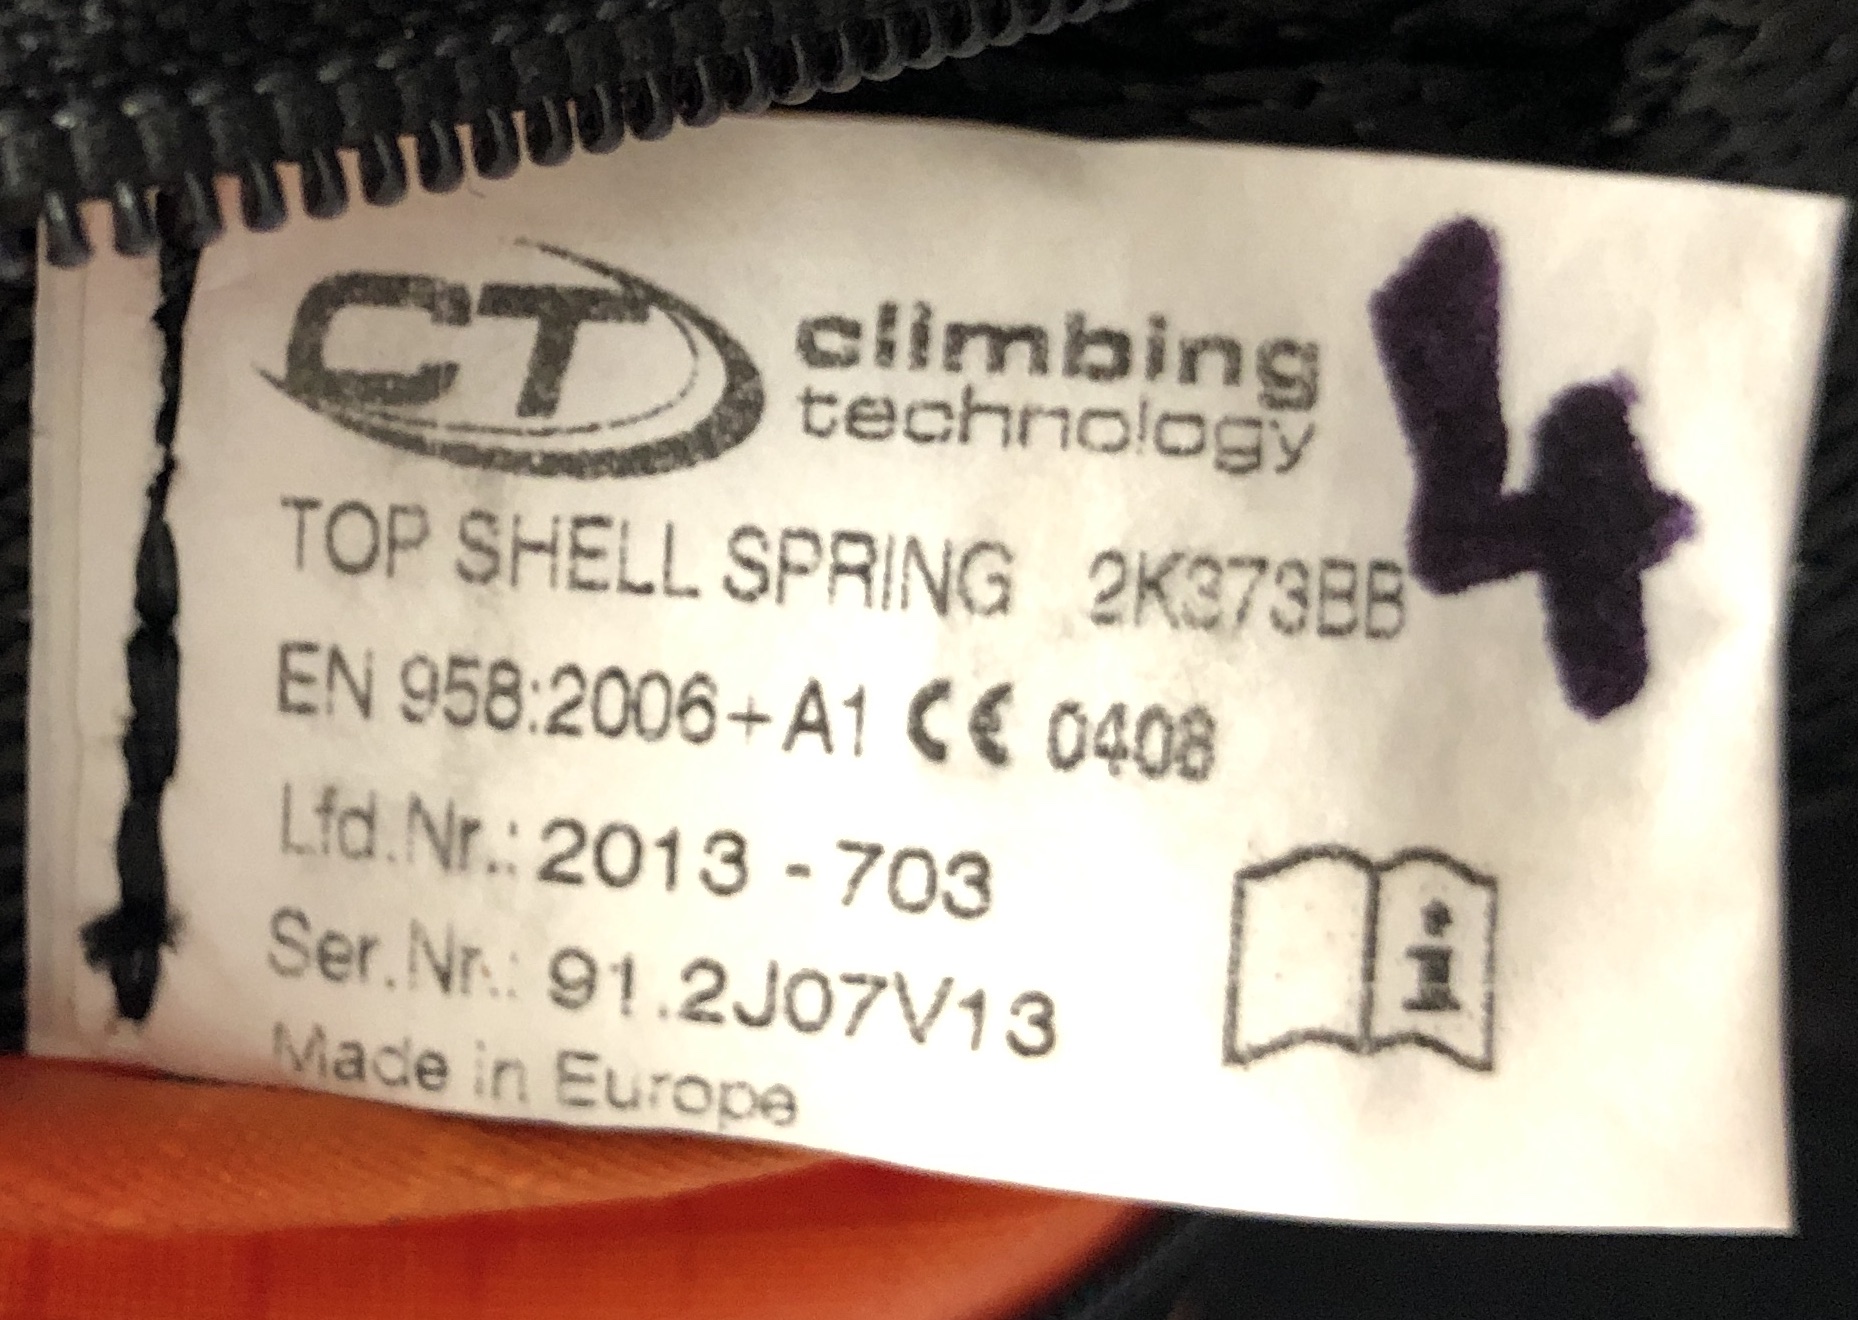 CT climbing
technology
4
TOP SHELL SPRING 2K373BB
EN 958:2006+A1 CE 0408
Lfd.Nr.: 2013 - 703
Ser.Nr.: 91.2J07V13
Made in Europe
i